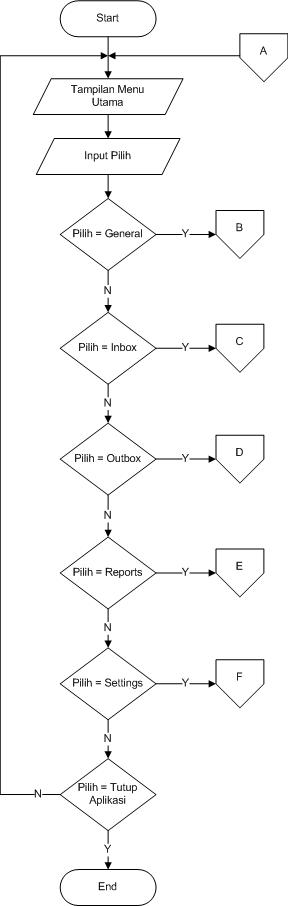 Start
A
Tampilan Menu
Utama
Input Pilih
Pilih = General
Y
B
N
Pilih = Inbox
Y
C
N
Pilih = Outbox
Y
D
N
Pilih = Reports
Y
E
N
Pilih = Settings
Y
F
N
Pilih = Tutup
Aplikasi
N
Y
End